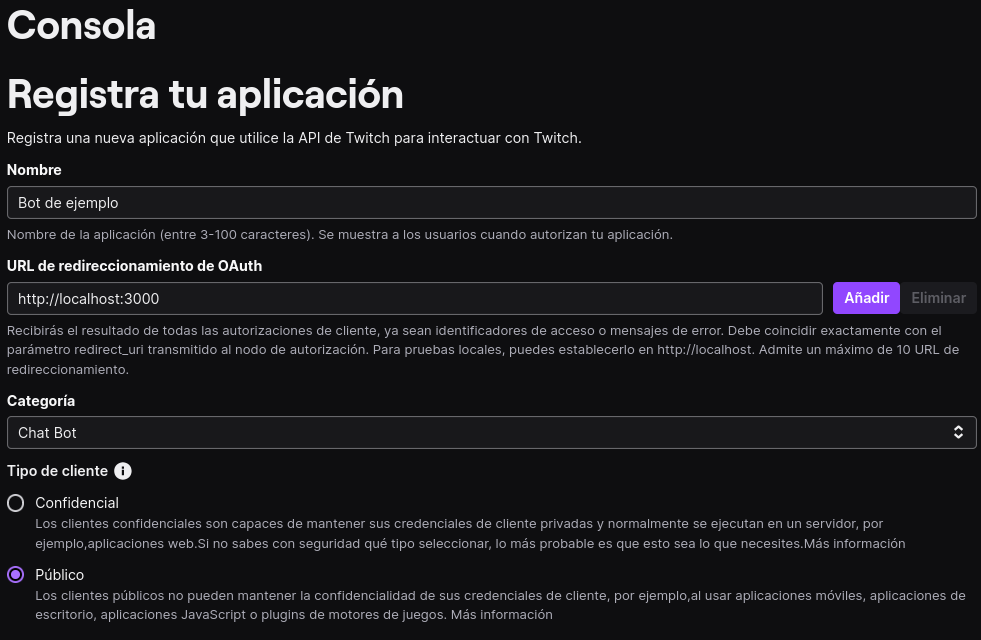 Consola
Registra tu aplicación
Registra una nueva aplicación que utilice la API de Twitch para interactuar con Twitch.
Nombre
Bot de ejemplo
Nombre de la aplicación (entre 3-100 caracteres). Se muestra a los usuarios cuando autorizan tu aplicación.
URL de redireccionamiento de OAuth
http://localhost:3000 Añadir Eliminar
Recibirás el resultado de todas las autorizaciones de cliente, ya sean identificadores de acceso o mensajes de error. Debe coincidir exactamente con el
parámetro redirect_uri transmitido al nodo de autorización. Para pruebas locales, puedes establecerlo en http://localhost. Admite un máximo de 10 URL de
redireccionamiento.
Categoría
Chat Bot
Tipo de cliente
Confidencial
Los clientes confidenciales son capaces de mantener sus credenciales de cliente privadas y normalmente se ejecutan en un servidor, por
ejemplo,aplicaciones web.Si no sabes con seguridad qué tipo seleccionar, lo más probable es que esto sea lo que necesites.Más información
Público
Los clientes públicos no pueden mantener la confidencialidad de sus credenciales de cliente, por ejemplo,al usar aplicaciones móviles, aplicaciones de
escritorio, aplicaciones JavaScript o plugins de motores de juegos. Más información